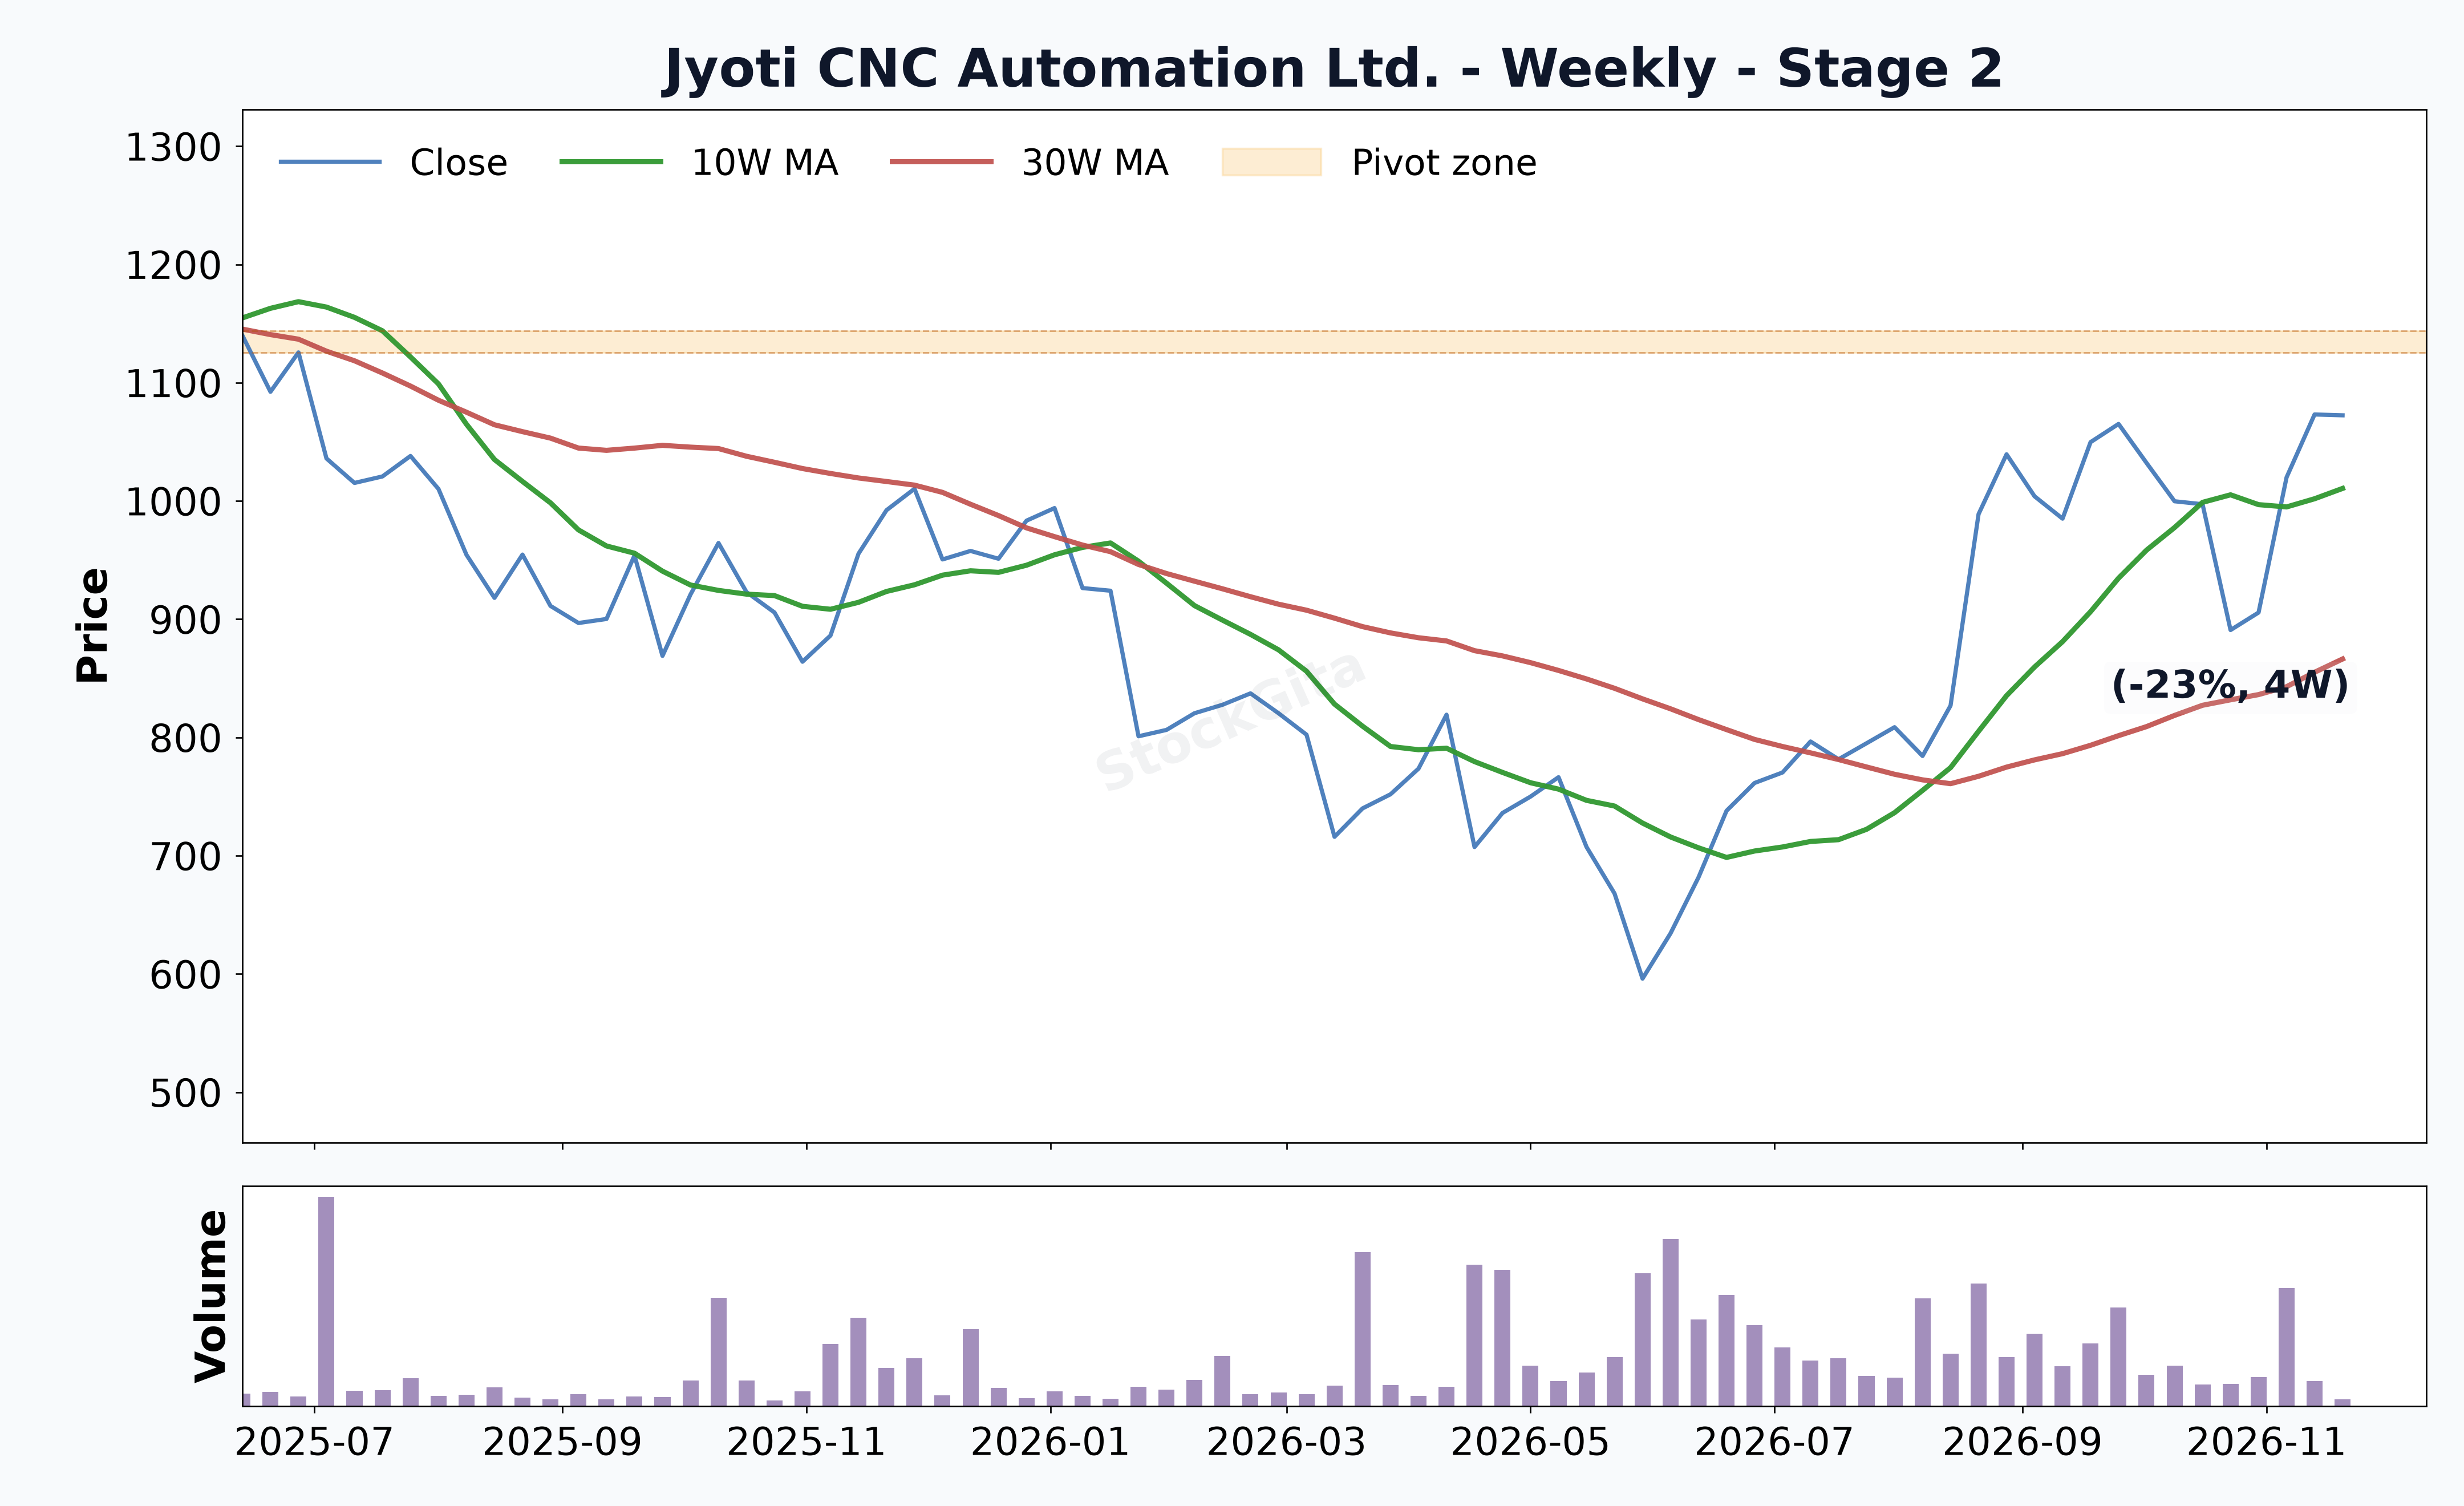 Jyoti CNC Automation Ltd. - Weekly - Stage 2
Close 10W MA 30W MA Pivot zone
1300
1200
1100
1000
900
800
700
600
500
Price
(-23%, 4W)
StockGita
Volume
2025-07 2025-09 2025-11 2026-01 2026-03 2026-05 2026-07 2026-09 2026-11